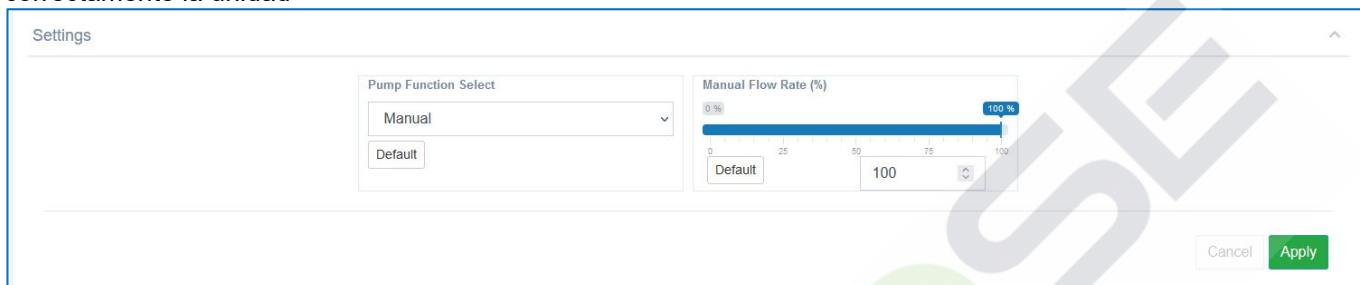 correctamente la unidad
Settings
Pump Function Select
Manual
Default
Manual Flow Rate (%)
0 %
100 %
0 25 50 75 100
Default
100
Cancel Apply
SE